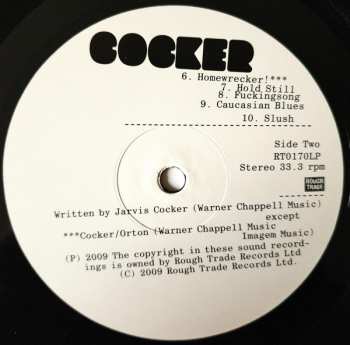 COCKER
6. Homewrecker!***
7. Hold Still
8. Fuckingsong
9. Caucasian Blues
10. Slush
Side Two
RT0170LP
Stereo 33.3 rpm
ROUGH
TRADE
Written by Jarvis Cocker (Warner Chappell Music)
except
***Cocker/Orton (Warner Chappell Music
Imagem Music)
(P) 2009 The copyright in these sound record-
ings is owned by Rough Trade Records Ltd
(C) 2009 Rough Trade Records Ltd.